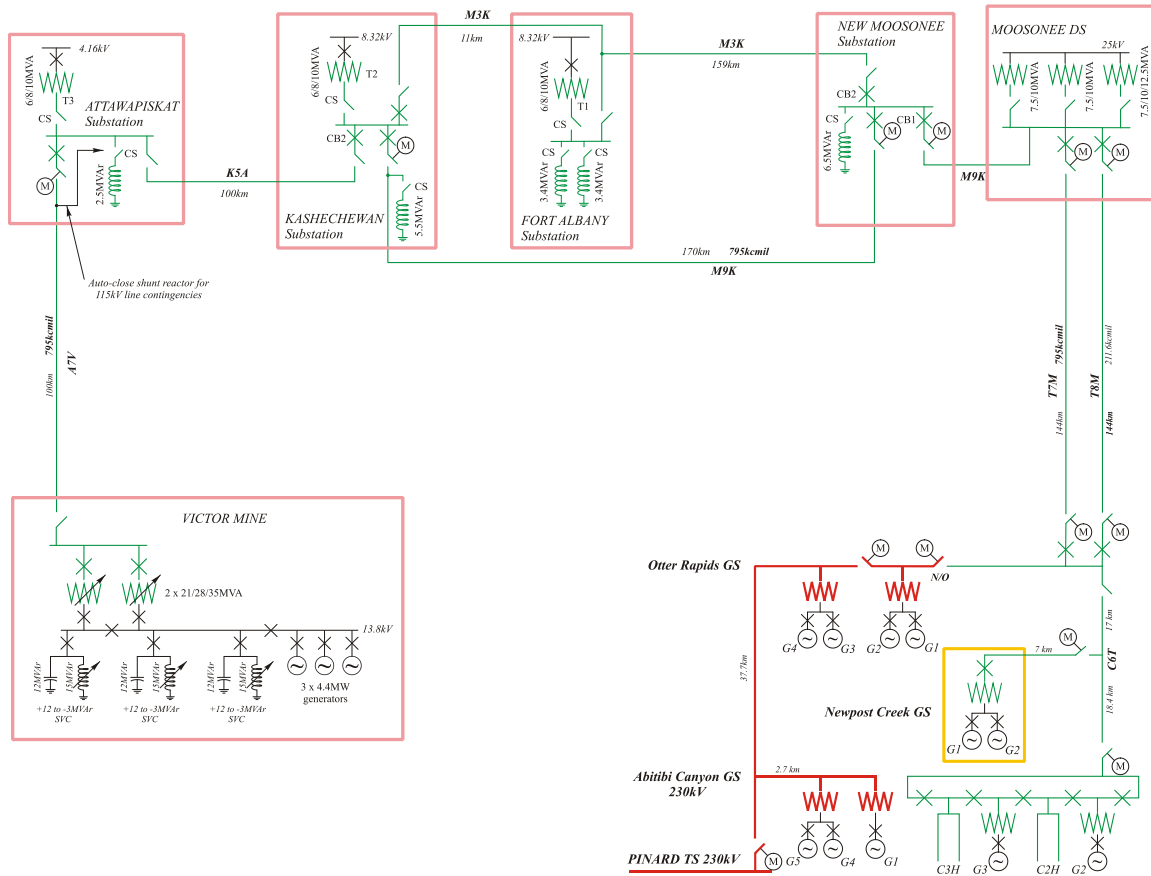 M3K
11km
M3K
159km
NEW MOOSONEE
Substation
MOOSONEE DS
4.16kV
6/8/10MVA
T3
CS
ATTAWAPISKAT
Substation
CS
2.5MVAr
M
8.32kV
6/8/10MVA
T2
CS
CB2
M
CS
5.5MVAr
KASHECHEWAN
Substation
8.32kV
6/8/10MVA
T1
CS
CS
CS
3.4MVAr
3.4MVAr
FORT ALBANY
Substation
CB2
CS
CB1
M
M
6.5MVAr
25kV
7.5/10MVA
7.5/10MVA
7.5/10/12.5MVA
M
M
K5A
100km
M9K
170km 795kcmil
M9K
Auto-close shunt reactor for
115kV line contingencies
795kcmil
100km
A7V
T7M
795kcmil
144km
T8M
211.6kcmil
144km
VICTOR MINE
2 x 21/28/35MVA
13.8kV
12MVAr
15MVAr
12MVAr
15MVAr
12MVAr
15MVAr
+12 to -3MVAr
SVC
+12 to -3MVAr
SVC
+12 to -3MVAr
SVC
3 x 4.4MW
generators
M
M
Otter Rapids GS
M
M
N/O
G4
G3
G2
G1
37.7km
17 km
C6T
18.4 km
M
7 km
Newpost Creek GS
G1
G2
Abitibi Canyon GS
230kV
2.7 km
M
PINARD TS 230kV
M
G5
G4
G1
C3H
G3
C2H
G2